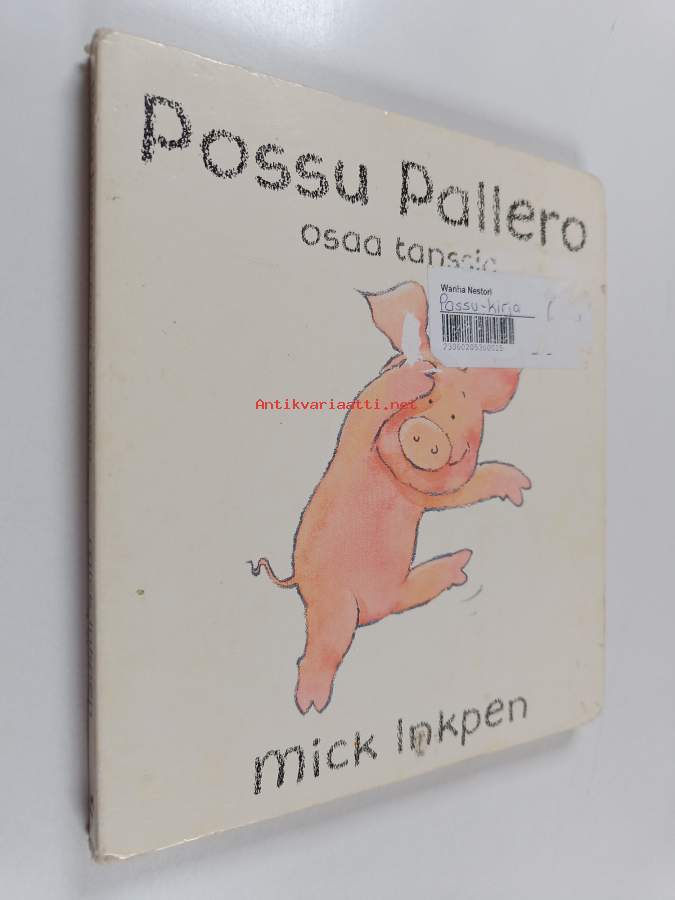 Possu Pallero
osaa tanssia
Wanha Nestori
Possu-kirja
Antikvariaatti.net
mick Inkpen